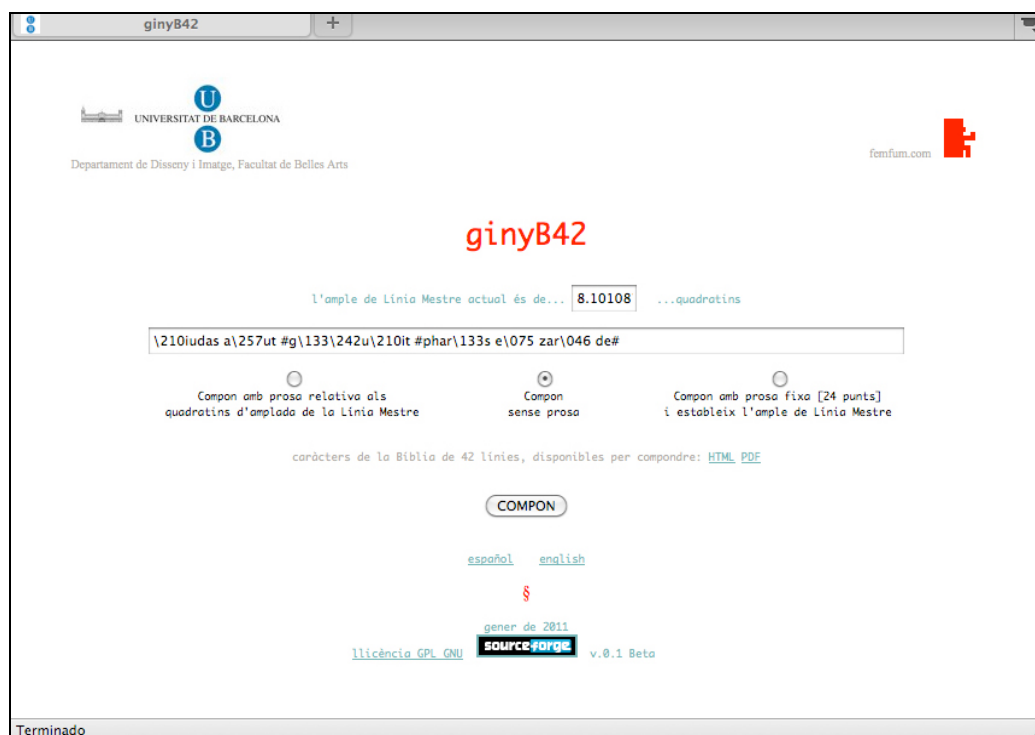 ginyB42
+
U
UNIVERSITAT DE BARCELONA
B
Departament de Disseny i Imatge, Facultat de Belles Arts
femfum.com
ginyB42
l'ample de Línia Mestre actual és de... 8.10108 ...quadratins
\210iudas a\257ut #g\133\242u\210it #phar\133s e\075 zar\046 de#
Compon amb prosa relativa als
quadratins d'amplada de la Línia Mestre
Compon
sense prosa
Compon amb prosa fixa [24 punts]
i estableix l'ample de Línia Mestre
caràcters de la Bíblia de 42 línies, disponibles per compondre: HTML PDF
COMPON
español english
§
gener de 2011
llicència GPL GNU sourceforge v.0.1 Beta
Terminado